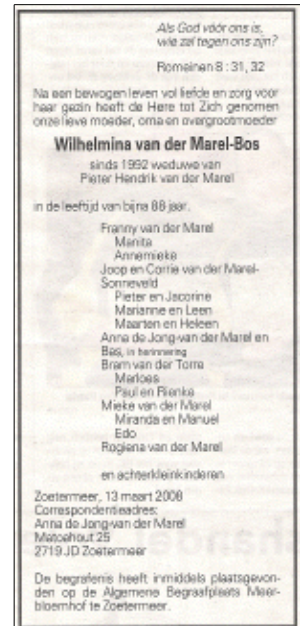 Als God vóór ons is,
wie zal tegen ons zijn?
Romeinen 8 : 31, 32
Na een bewogen leven vol liefde en zorg voor
haar gezin heeft de Here tot Zich genomen
onze lieve moeder, oma en overgrootmoeder
Wilhelmina van der Marel-Bos
sinds 1992 weduwe van
Pieter Hendrik van der Marel
in de leeftijd van bijna 88 jaar.
Franny van der Marel
Manita
Annemieke
Joop en Corrie van der Marel-
Sonneveld
Pieter en Jacorine
Marianne en Leen
Maarten en Heleen
Anna de Jong-van der Marel en
Bas, in herinnering
Bram van der Torre
Marloes
Paul en Rienke
Mieke van der Marel
Miranda en Manuel
Edo
Rogiena van der Marel
en achterkleinkinderen
Zoetermeer, 13 maart 2008
Correspondentieadres:
Anna de Jong-van der Marel
25
2719 JD Zoetermeer
De begrafenis heeft inmiddels plaatsgevon-
den op de Algemene Begraafplaats Meer-
bloemhof te Zoetermeer.